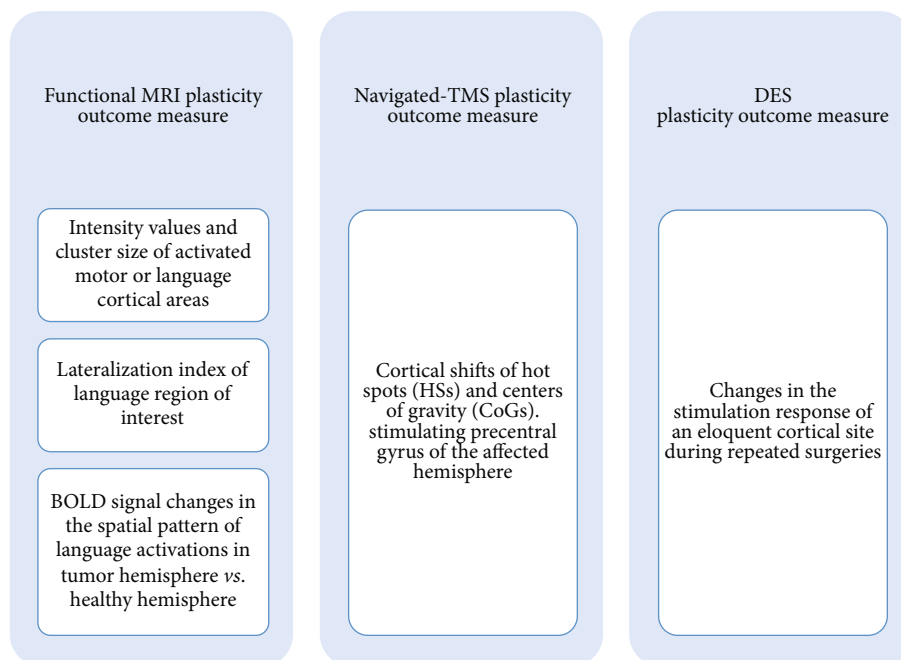 Functional MRI plasticity
outcome measure
Intensity values and
cluster size of activated
motor or language
cortical areas
Lateralization index of
language region of
interest
BOLD signal changes in
the spatial pattern of
language activations in
tumor hemisphere vs.
healthy hemisphere
Navigated-TMS plasticity
outcome measure
Cortical shifts of hot
spots (HSs) and centers
of gravity (CoGs).
stimulating precentral
gyrus of the affected
hemisphere
DES
plasticity outcome measure
Changes in the
stimulation response of
an eloquent cortical site
during repeated surgeries